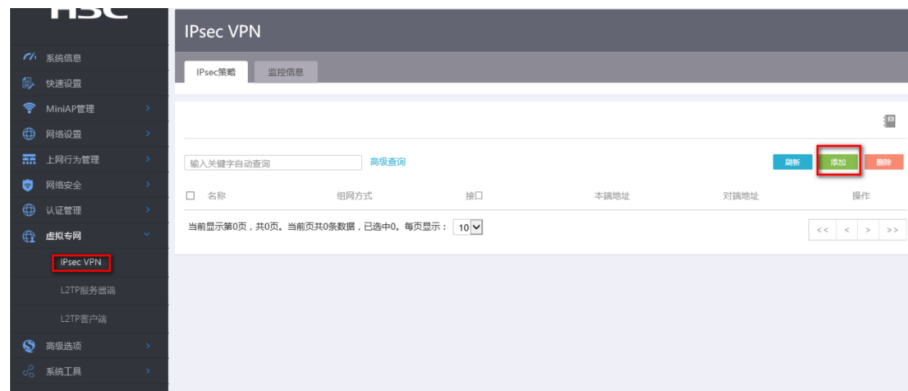 H3C
IPsec VPN
系统信息
IPsec策略 监控信息
快速设置
MiniAP管理
网络设置
上网行为管理
输入关键字自动查询 高级查询 刷新 添加 删除
网络安全
名称 组网方式 接口 本端地址 对端地址 操作
认证管理
当前显示第0页，共0页。当前页共0条数据，已选中0。每页显示： 10 << < > >>
虚拟专网
IPsec VPN
L2TP服务器端
L2TP客户端
高级选项
系统工具